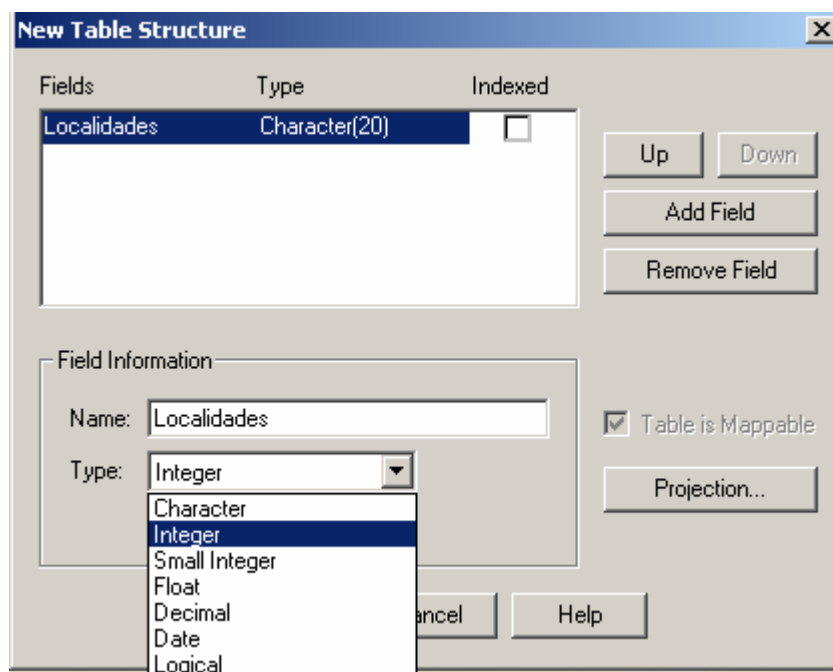 New Table Structure
Fields Type Indexed
Localidades Character(20)
Up Down
Add Field
Remove Field
Field Information
Name: Localidades
Table is Mappable
Type: Integer
Projection...
Character
Integer
Small Integer
Float
Decimal
Help
Date
Logical